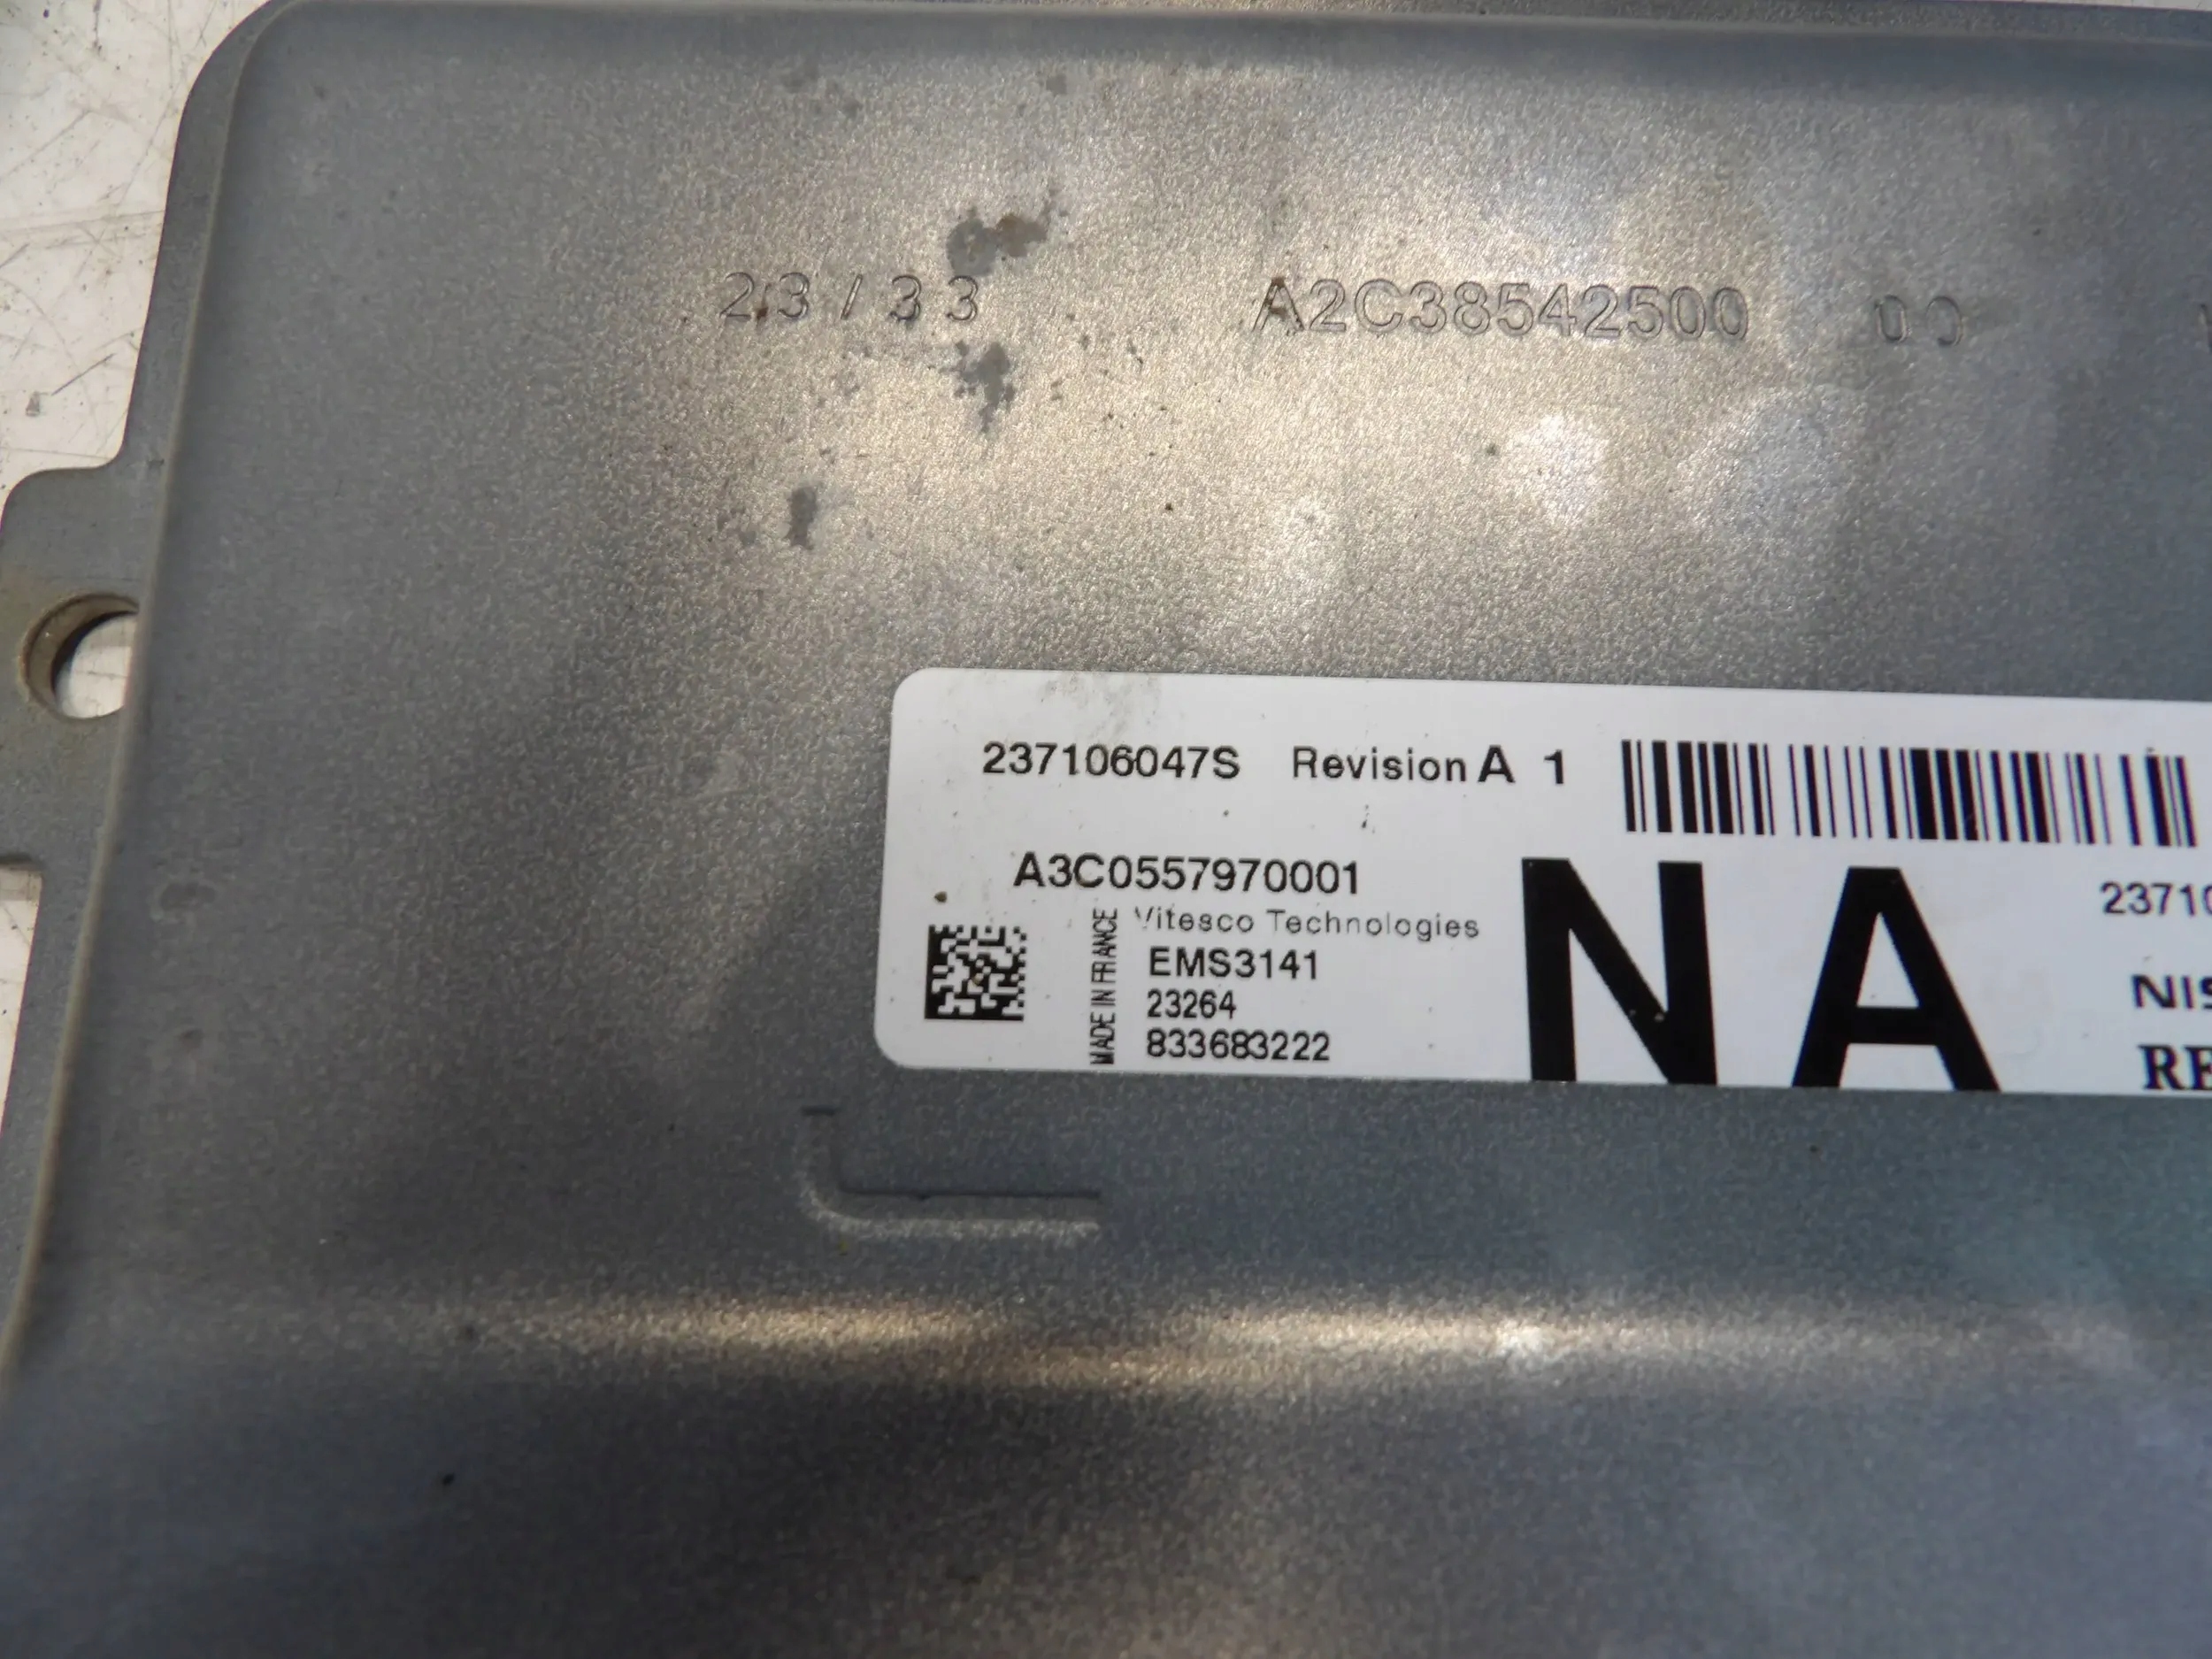 23/33 A2C38542500 00
237106047S Revision A 1
A3C0557970001
Vitesco Technologies
MADE IN FRANCE
EMS3141
23264
833683222
NA
23710
NIS
RE